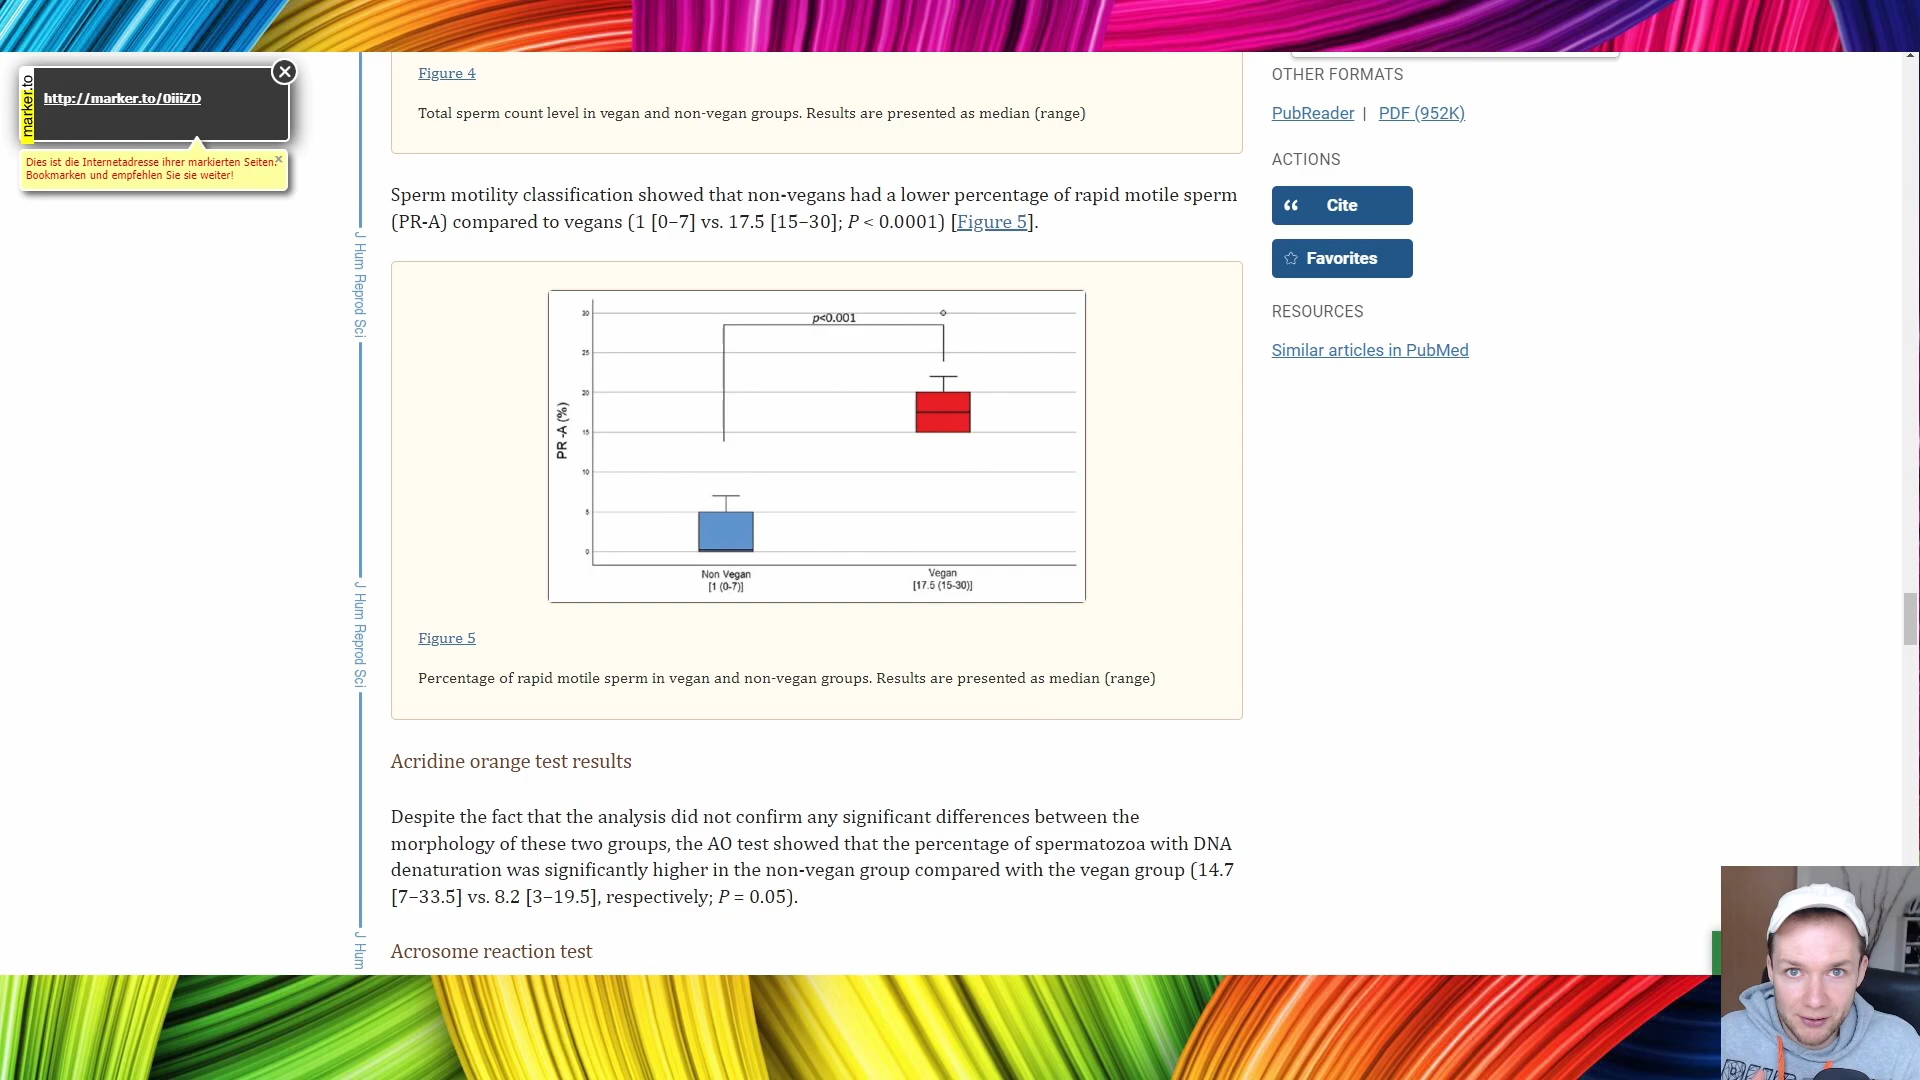 marker.to
http://marker.to/0iiiZD
Dies ist die Internetadresse ihrer markierten Seiten.
Bookmarken und empfehlen Sie sie weiter!
Figure 4
Total sperm count level in vegan and non-vegan groups. Results are presented as median (range)
Sperm motility classification showed that non-vegans had a lower percentage of rapid motile sperm
(PR-A) compared to vegans (1 [0–7] vs. 17.5 [15–30]; P < 0.0001) [Figure 5].
p<0.001
30
25
20
15
10
5
0
PR -A (%)
Non Vegan
[1 (0-7)]
Vegan
[17.5 (15-30)]
Figure 5
Percentage of rapid motile sperm in vegan and non-vegan groups. Results are presented as median (range)
Acridine orange test results
Despite the fact that the analysis did not confirm any significant differences between the
morphology of these two groups, the AO test showed that the percentage of spermatozoa with DNA
denaturation was significantly higher in the non-vegan group compared with the vegan group (14.7
[7–33.5] vs. 8.2 [3–19.5], respectively; P = 0.05).
Acrosome reaction test
J Hum Reprod Sci
J Hum Reprod Sci
J Hum
OTHER FORMATS
PubReader | PDF (952K)
ACTIONS
Cite
Favorites
RESOURCES
Similar articles in PubMed